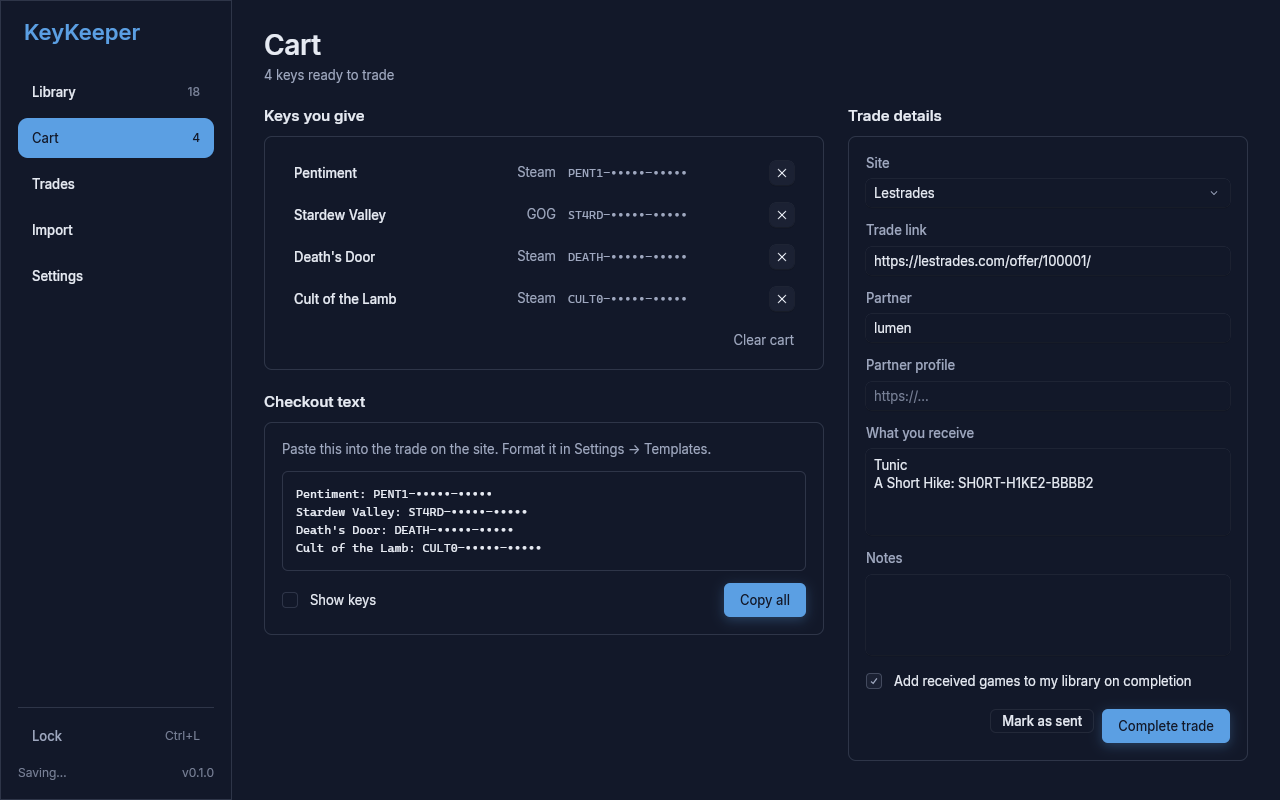 KeyKeeper
Library 18
Cart 4
Trades
Import
Settings
Lock Ctrl+L
Saving... v0.1.0
Cart
4 keys ready to trade
Keys you give
Pentiment Steam PENT1-•••••-•••••
Stardew Valley GOG ST4RD-•••••-•••••
Death's Door Steam DEATH-•••••-•••••
Cult of the Lamb Steam CULT0-•••••-•••••
Clear cart
Checkout text
Paste this into the trade on the site. Format it in Settings → Templates.
Pentiment: PENT1-•••••-•••••
Stardew Valley: ST4RD-•••••-•••••
Death's Door: DEATH-•••••-•••••
Cult of the Lamb: CULT0-•••••-•••••
Show keys
Copy all
Trade details
Site
Lestrades
Trade link
https://lestrades.com/offer/100001/
Partner
lumen
Partner profile
https://...
What you receive
Tunic
A Short Hike: SH0RT-H1KE2-BBBB2
Notes
Add received games to my library on completion
Mark as sent
Complete trade